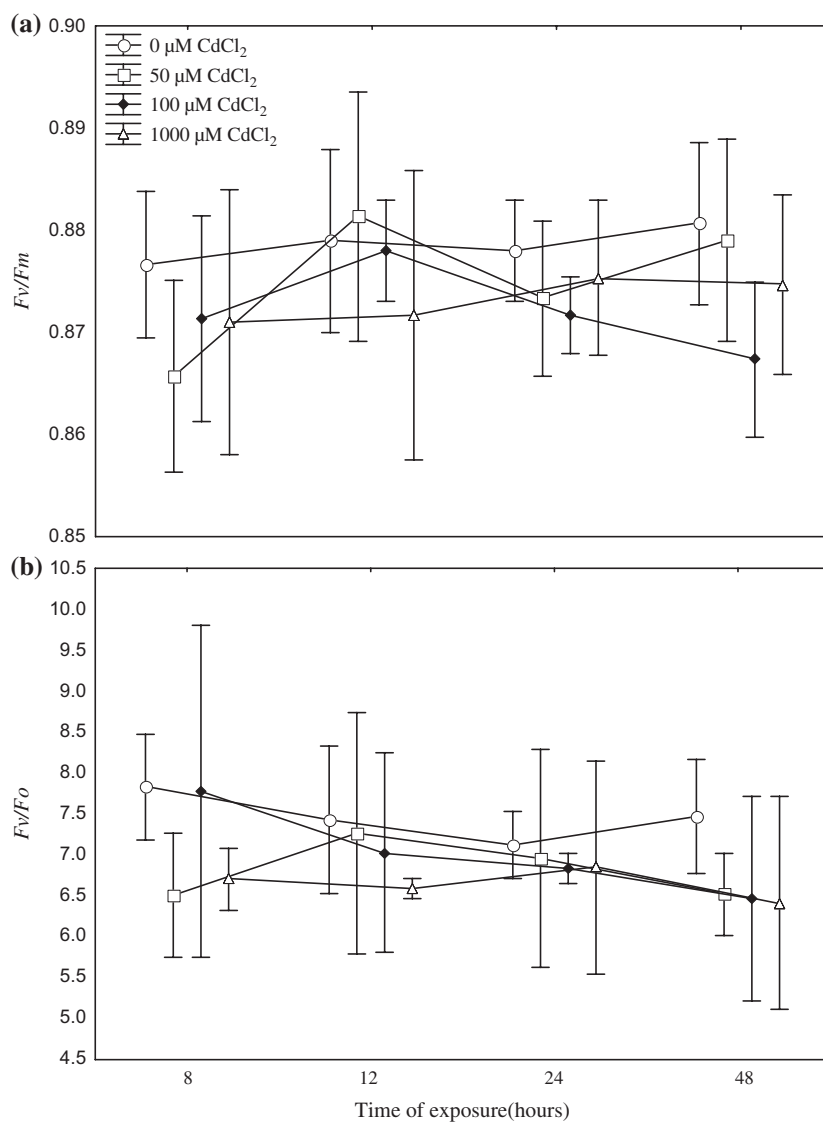 (a)
0.90
0 µM CdCl₂
50 µM CdCl₂
100 µM CdCl₂
1000 µM CdCl₂
0.89
0.88
Fv/Fm
0.87
0.86
0.85
(b)
10.5
10.0
9.5
9.0
8.5
8.0
Fv/Fo
7.5
7.0
6.5
6.0
5.5
5.0
4.5
8 12 24 48
Time of exposure(hours)